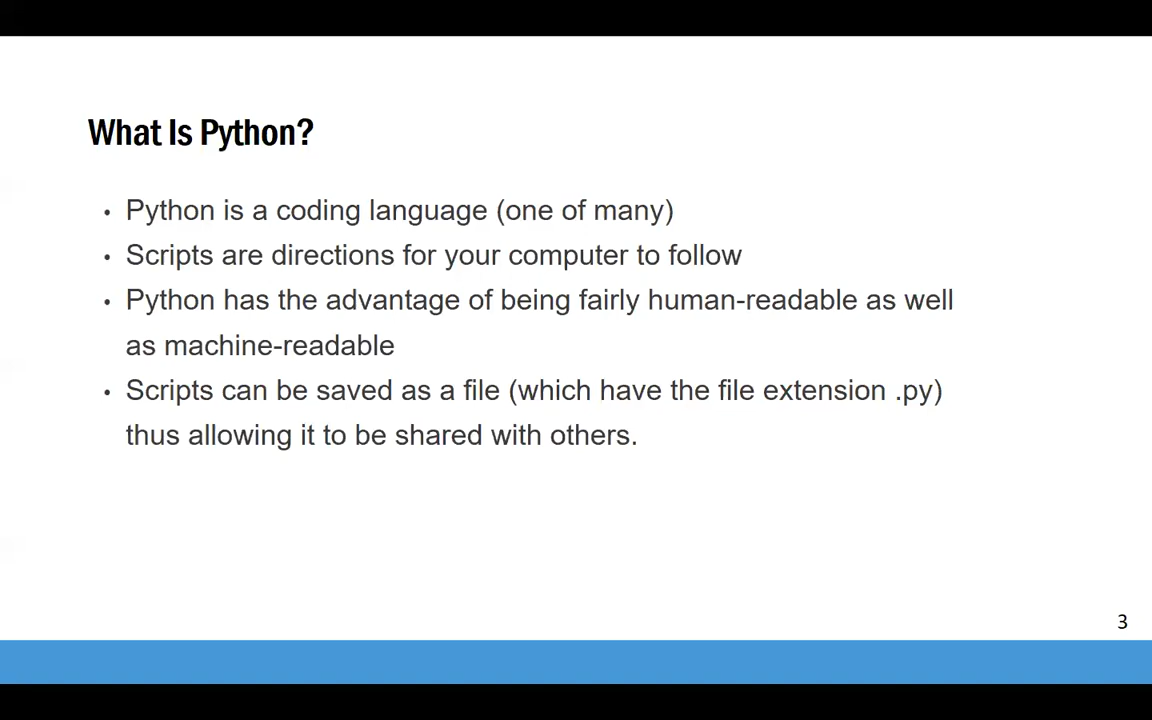 What Is Python?
• Python is a coding language (one of many)
• Scripts are directions for your computer to follow
• Python has the advantage of being fairly human-readable as well
as machine-readable
• Scripts can be saved as a file (which have the file extension .py)
thus allowing it to be shared with others.
3